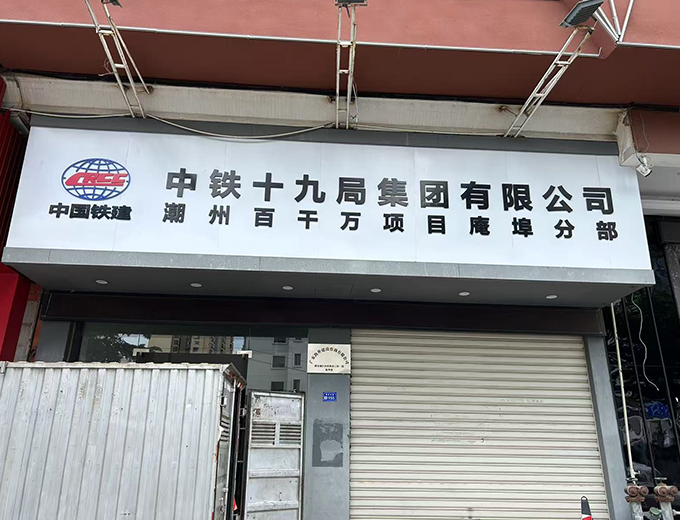 CRCC
中国铁建
中铁十九局集团有限公司
潮州百千万项目庵埠分部